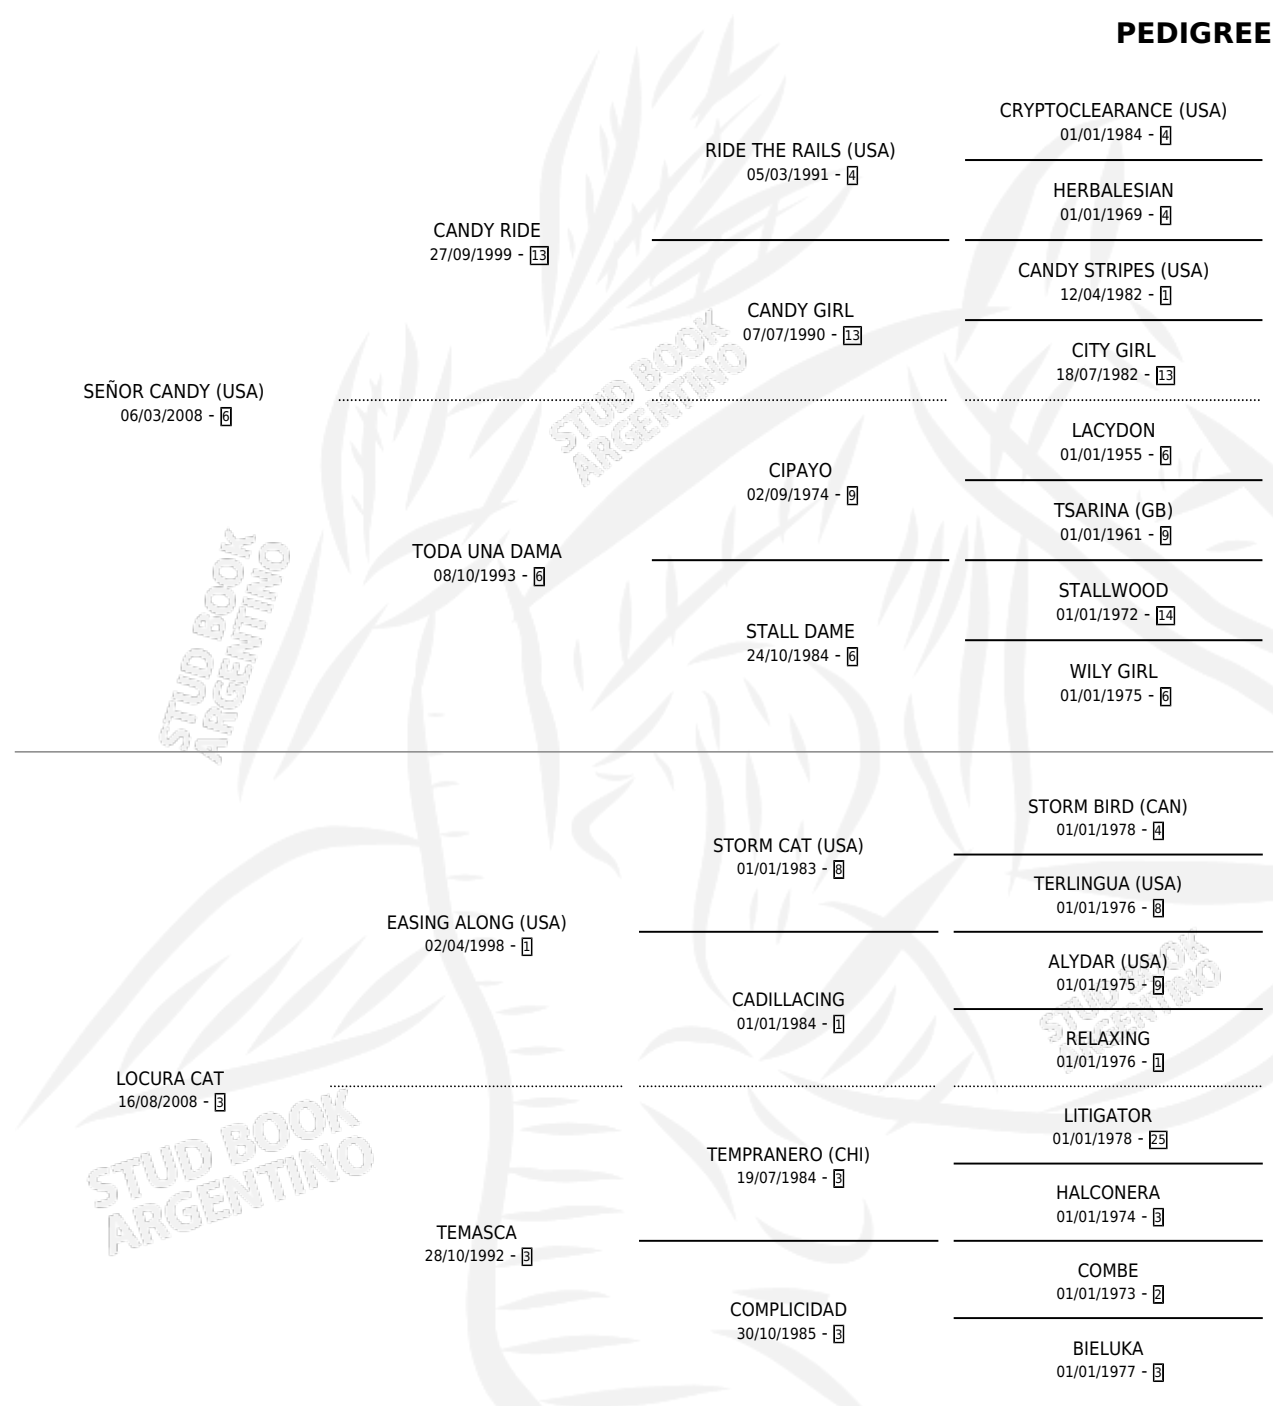 PEDIGREE
CRYPTOCLEARANCE (USA)
01/01/1984 - 4
RIDE THE RAILS (USA)
05/03/1991 - 4
HERBALESIAN
01/01/1969 - 4
CANDY RIDE
27/09/1999 - 13
CANDY STRIPES (USA)
12/04/1982 - 1
CANDY GIRL
07/07/1990 - 13
CITY GIRL
18/07/1982 - 13
SEÑOR CANDY (USA)
06/03/2008 - 6
STUD BOOK
ARGENTINO
LACYDON
01/01/1955 - 6
CIPAYO
02/09/1974 - 9
TSARINA (GB)
01/01/1961 - 9
TODA UNA DAMA
08/10/1993 - 6
STALLWOOD
01/01/1972 - 14
STALL DAME
24/10/1984 - 6
WILY GIRL
01/01/1975 - 6
STUD BOOK
ARGENTINO
STORM BIRD (CAN)
01/01/1978 - 4
STORM CAT (USA)
01/01/1983 - 8
TERLINGUA (USA)
01/01/1976 - 8
EASING ALONG (USA)
02/04/1998 - 1
ALYDAR (USA)
01/01/1975 - 9
CADILLACING
01/01/1984 - 1
STUD BOOK
ARGENTINO
RELAXING
01/01/1976 - 1
LOCURA CAT
16/08/2008 - 3
STUD BOOK
ARGENTINO
LITIGATOR
01/01/1978 - 25
TEMPRANERO (CHI)
19/07/1984 - 3
HALCONERA
01/01/1974 - 3
TEMASCA
28/10/1992 - 3
COMBE
01/01/1973 - 2
COMPLICIDAD
30/10/1985 - 3
BIELUKA
01/01/1977 - 3